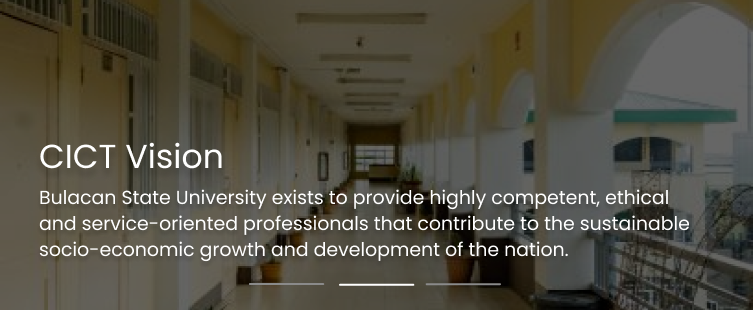 CICT Vision
Bulacan State University exists to provide highly competent, ethical
and service-oriented professionals that contribute to the sustainable
socio-economic growth and development of the nation.